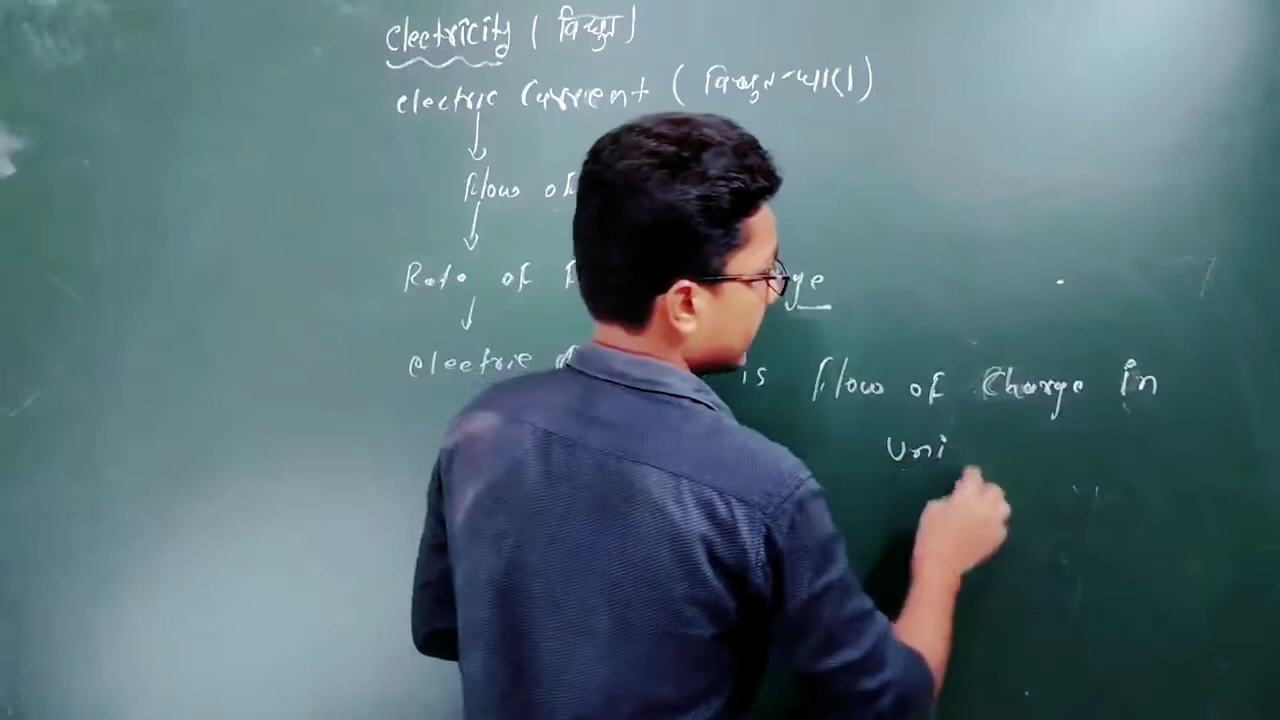 electricity (विद्युत)
electric current (विद्युत-धारा)
flow of
Rate of
electric is flow of charge in
uni